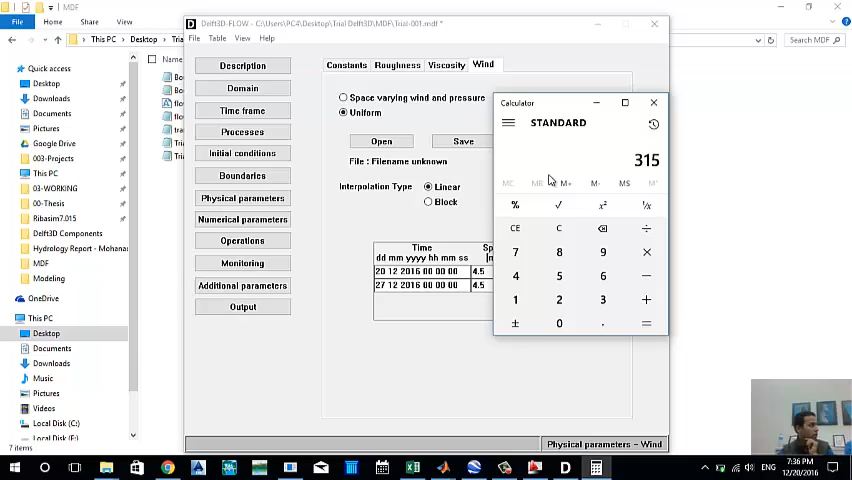 MDF
File
Home
Share
View
This PC
Desktop
Search MDF
Quick access
Desktop
Downloads
Documents
Pictures
Google Drive
003-Projects
This PC
03-WORKING
00-Thesis
Ribasim7.015
Delft3D Components
Hydrology Report - Mohana
MDF
Modeling
OneDrive
This PC
Desktop
Documents
Downloads
Music
Pictures
Videos
Local Disk (C:)
7 items
Name
Delft3D-FLOW - C:\Users\PC4\Desktop\Trial Delft3D\MDF\Trial-001.mdf *
File Table View Help
Description
Domain
Time frame
Processes
Initial conditions
Boundaries
Physical parameters
Numerical parameters
Operations
Monitoring
Additional parameters
Output
Constants Roughness Viscosity Wind
Space varying wind and pressure
Uniform
Open Save
File : Filename unknown
Interpolation Type
Linear
Block
Time
dd mm yyyy hh mm ss
20 12 2016 00 00 00 4.5
27 12 2016 00 00 00 4.5
Physical parameters - Wind
Calculator
STANDARD
315
MC MR M+ M- MS
% √ x² ¹/x
CE C ÷
7 8 9 ×
4 5 6 −
1 2 3 +
± 0 . =
ENG
7:36 PM
12/20/2016